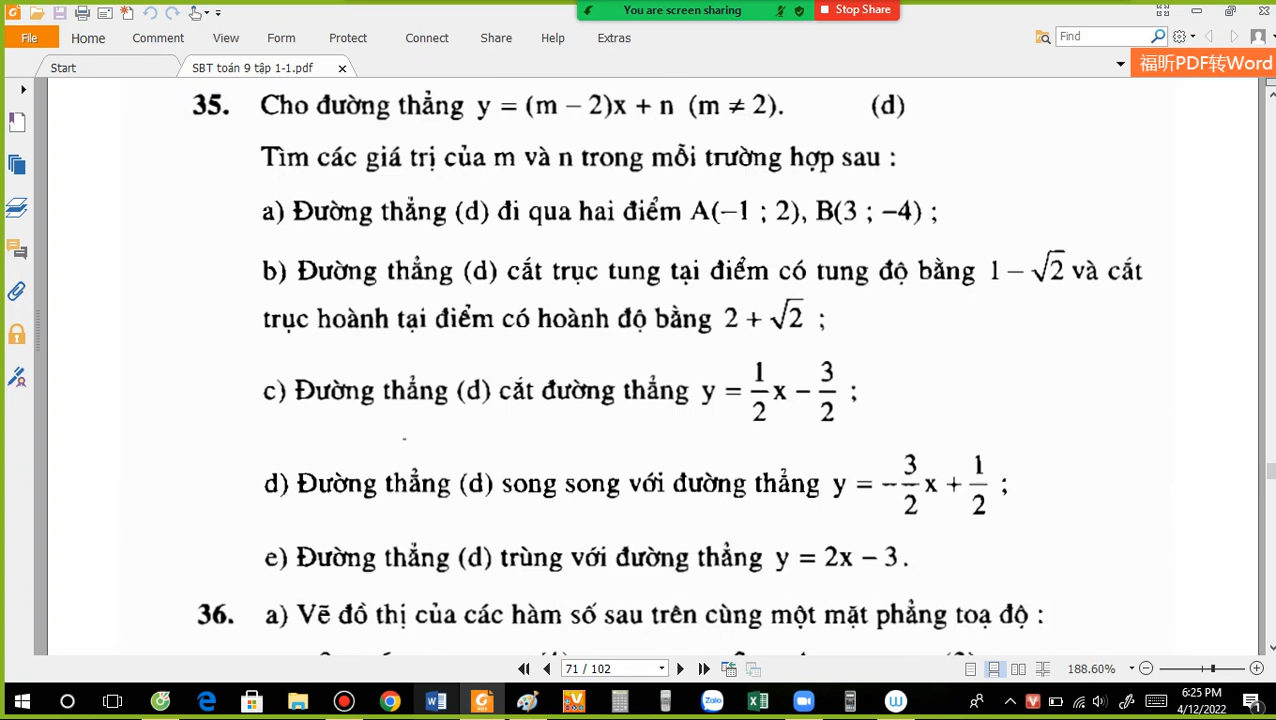 You are screen sharing
Stop Share
File Home Comment View Form Protect Connect Share Help Extras
Find
Start SBT toán 9 tập 1-1.pdf
福昕PDF转Word
35. Cho đường thẳng y = (m – 2)x + n (m ≠ 2). (d)
Tìm các giá trị của m và n trong mỗi trường hợp sau :
a) Đường thẳng (d) đi qua hai điểm A(–1 ; 2), B(3 ; –4) ;
b) Đường thẳng (d) cắt trục tung tại điểm có tung độ bằng 1 – √2 và cắt
trục hoành tại điểm có hoành độ bằng 2 + √2 ;
c) Đường thẳng (d) cắt đường thẳng y = 1/2 x – 3/2 ;
d) Đường thẳng (d) song song với đường thẳng y = –3/2 x + 1/2 ;
e) Đường thẳng (d) trùng với đường thẳng y = 2x – 3.
36. a) Vẽ đồ thị của các hàm số sau trên cùng một mặt phẳng toạ độ :
71 / 102
188.60%
Zalo
6:25 PM
4/12/2022